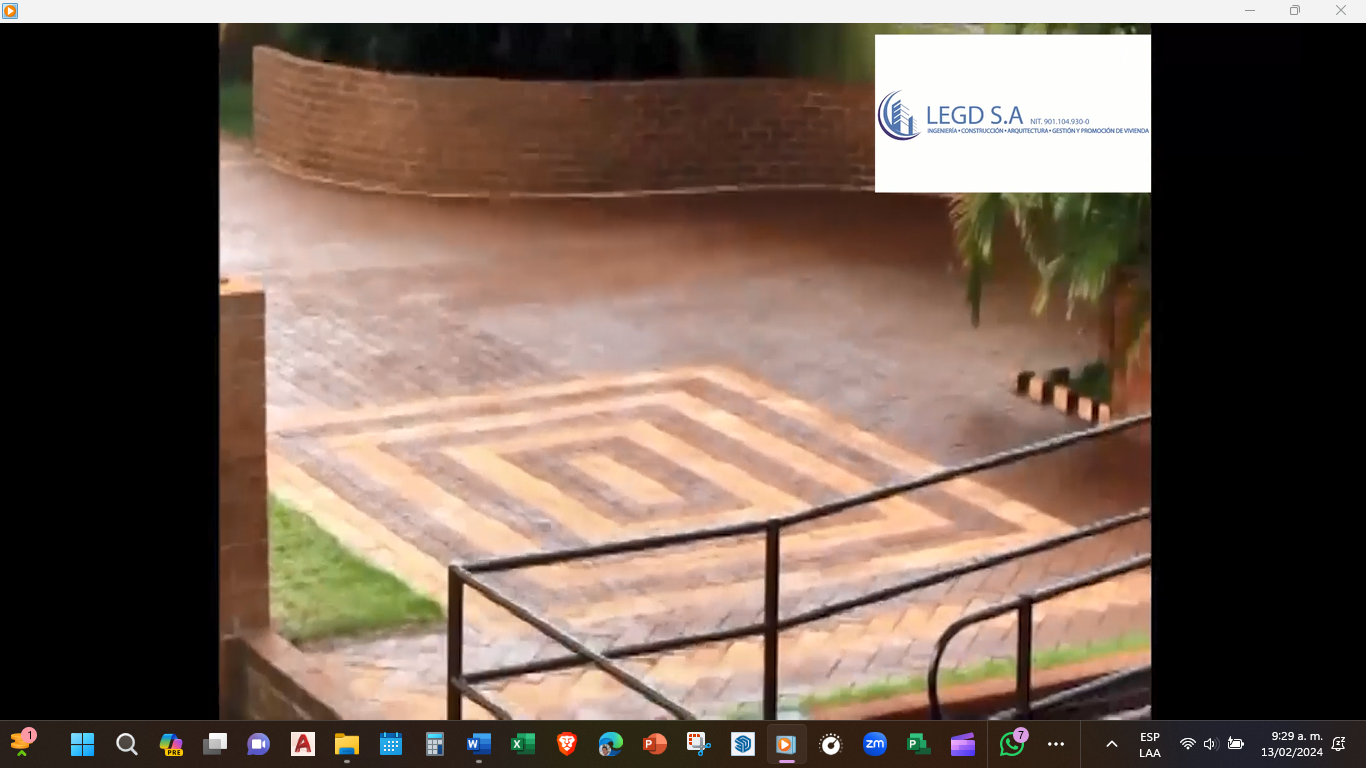 LEGD S.A NIT. 901.104.930-0
INGENIERÍA • CONSTRUCCIÓN • ARQUITECTURA • GESTIÓN Y PROMOCIÓN DE VIVIENDA
1
PRE
A
W
X
P
zm
P
7
ESP
LAA
9:29 a. m.
13/02/2024